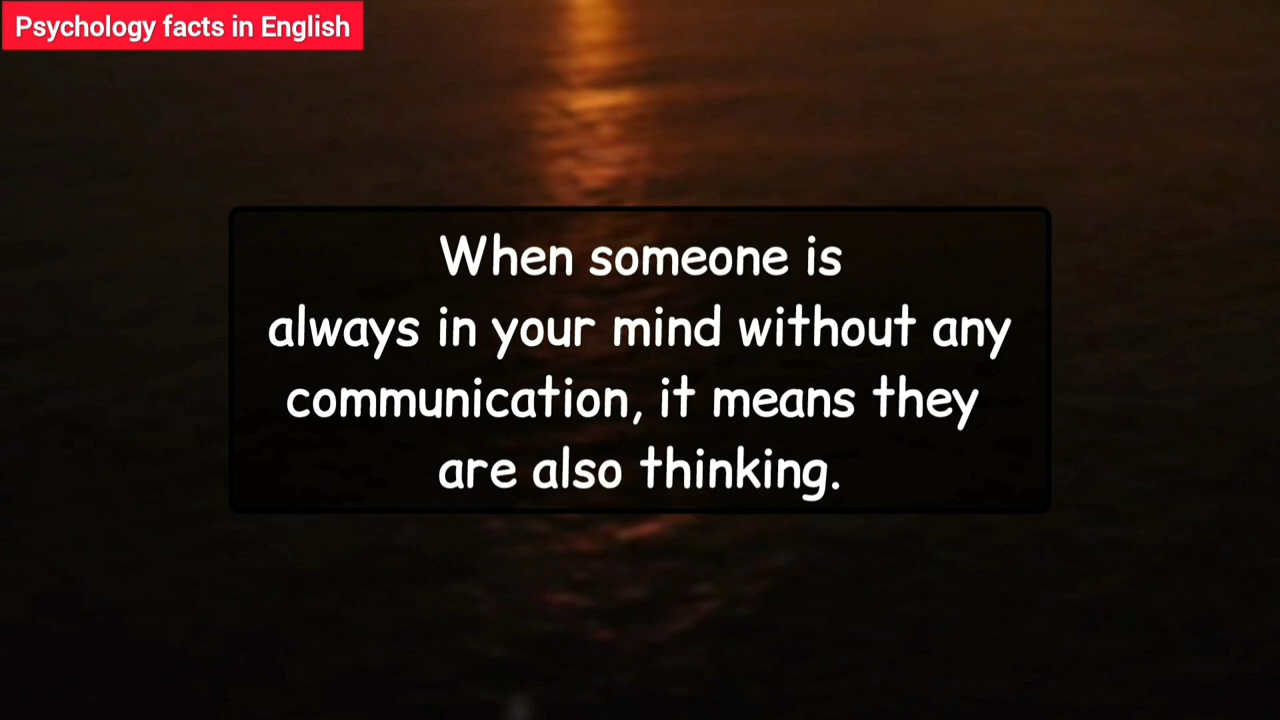 Psychology facts in English
When someone is
always in your mind without any
communication, it means they
are also thinking.